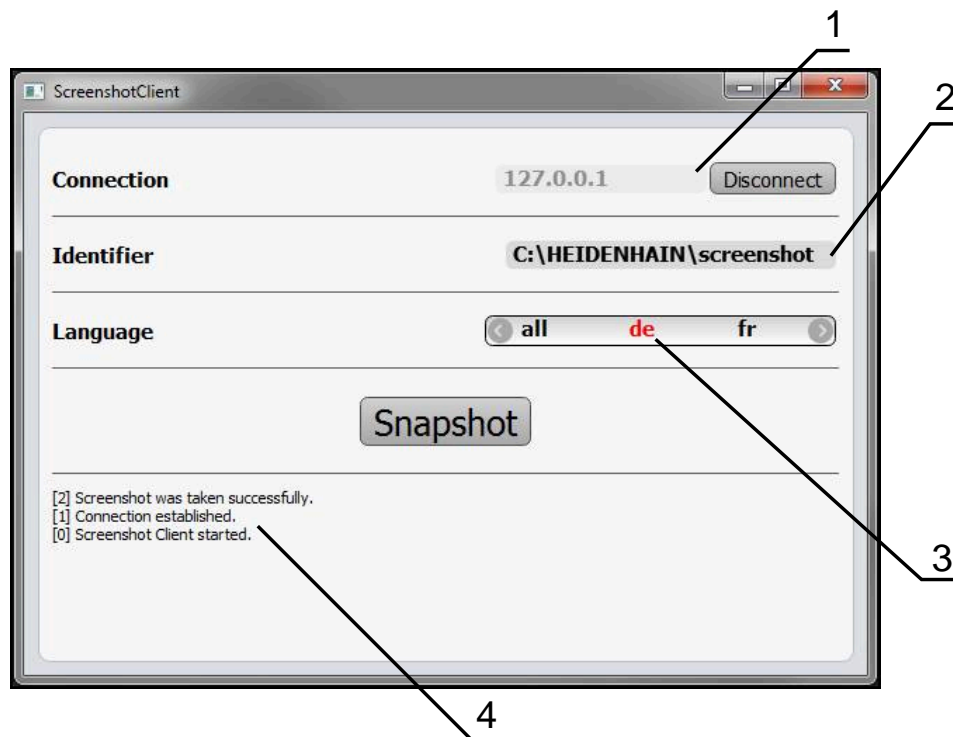 1
ScreenshotClient
2
Connection 127.0.0.1 Disconnect
Identifier C:\HEIDENHAIN\screenshot
Language all de fr
Snapshot
[2] Screenshot was taken successfully.
[1] Connection established.
[0] Screenshot Client started.
3
4